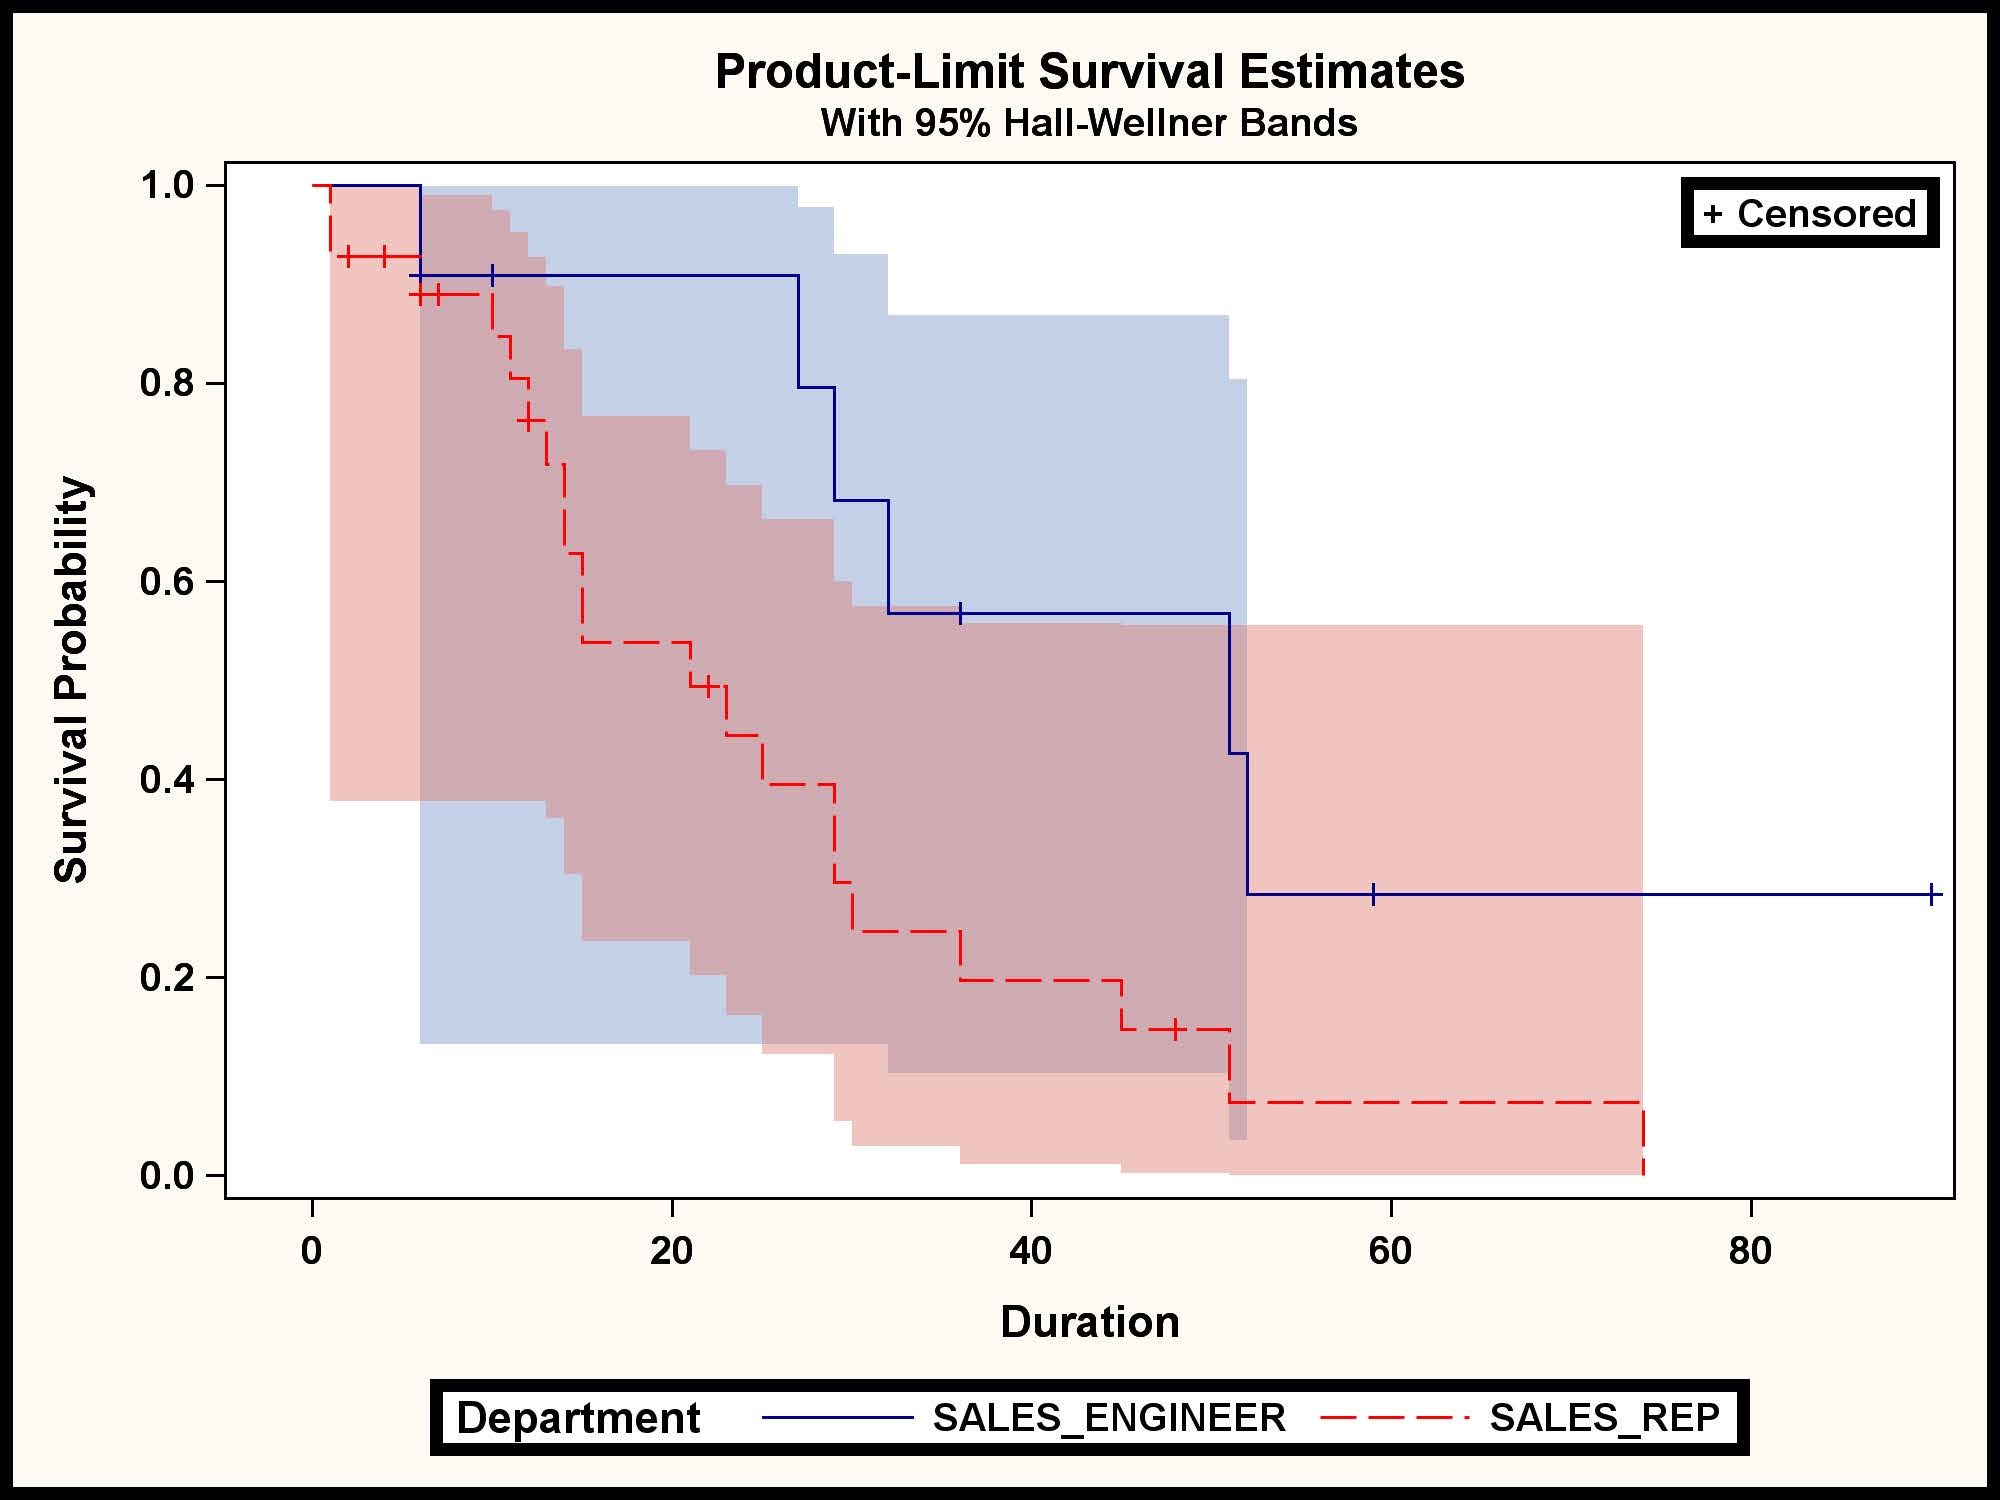 Product-Limit Survival Estimates
With 95% Hall-Wellner Bands
+ Censored
Survival Probability
1.0
0.8
0.6
0.4
0.2
0.0
0 20 40 60 80
Duration
Department SALES_ENGINEER SALES_REP